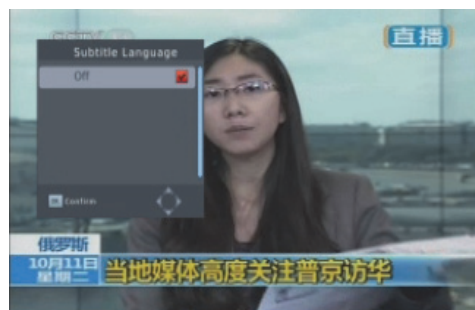 直播
Subtitle Language
Off
Confirm
俄罗斯
10月11日
星期二
当地媒体高度关注普京访华